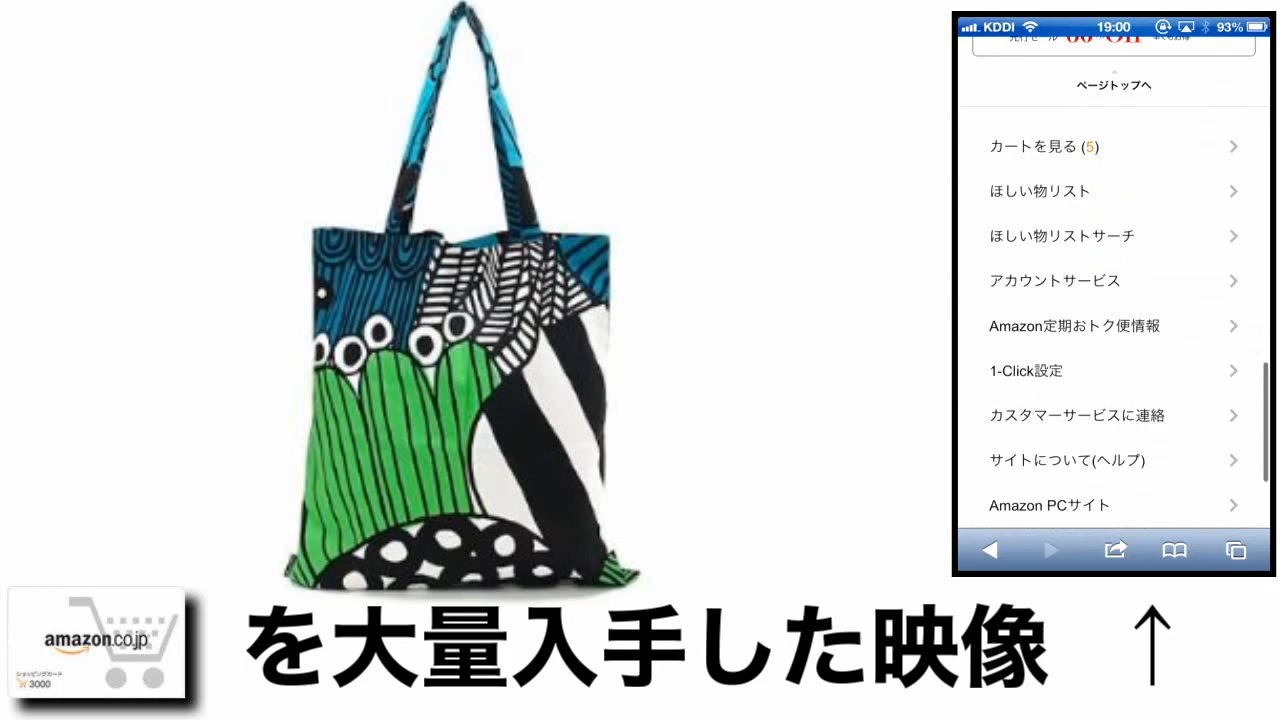 KDDI 19:00 93%
ページトップへ
カートを見る (5)
ほしい物リスト
ほしい物リストサーチ
アカウントサービス
Amazon定期おトク便情報
1-Click設定
カスタマーサービスに連絡
サイトについて(ヘルプ)
Amazon PCサイト
amazon.co.jp
ショッピングカード
3000
を大量入手した映像 ↑